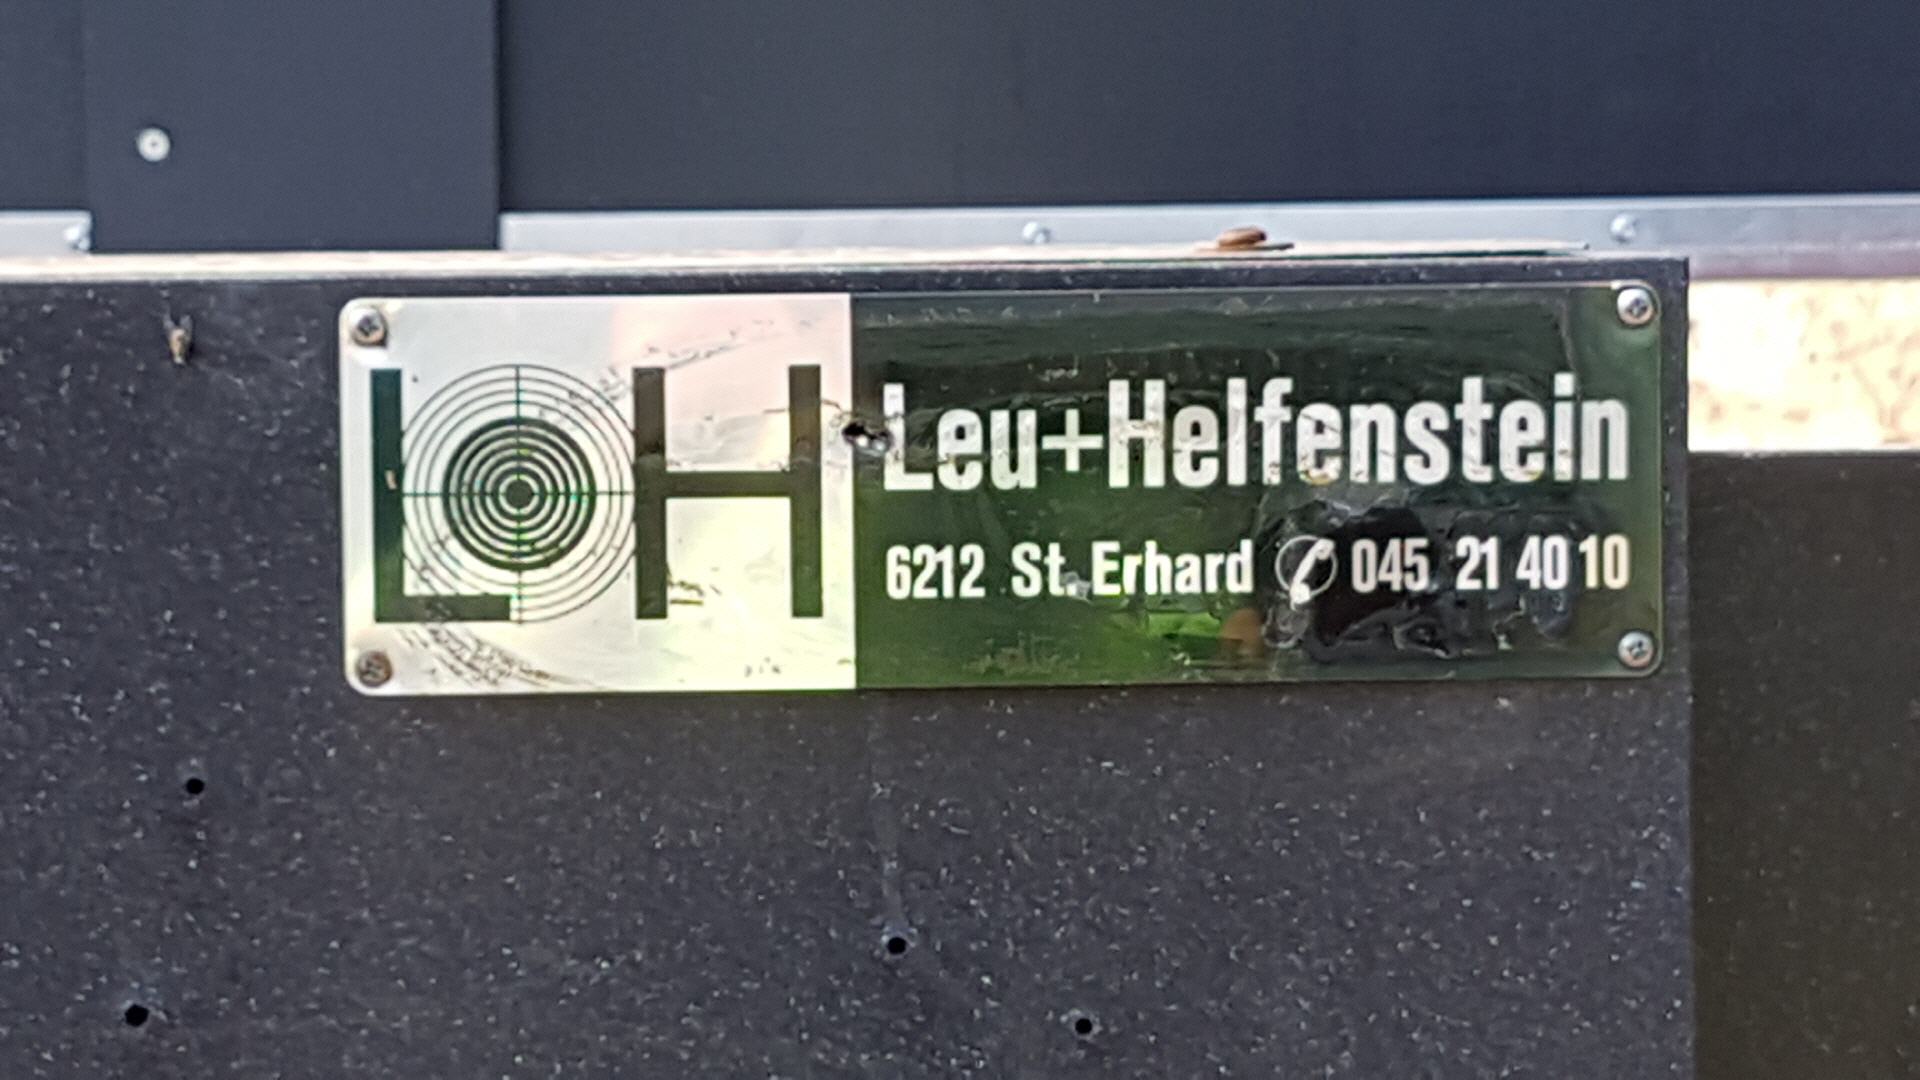 LH
Leu+Helfenstein
6212 St. Erhard 045 21 40 10